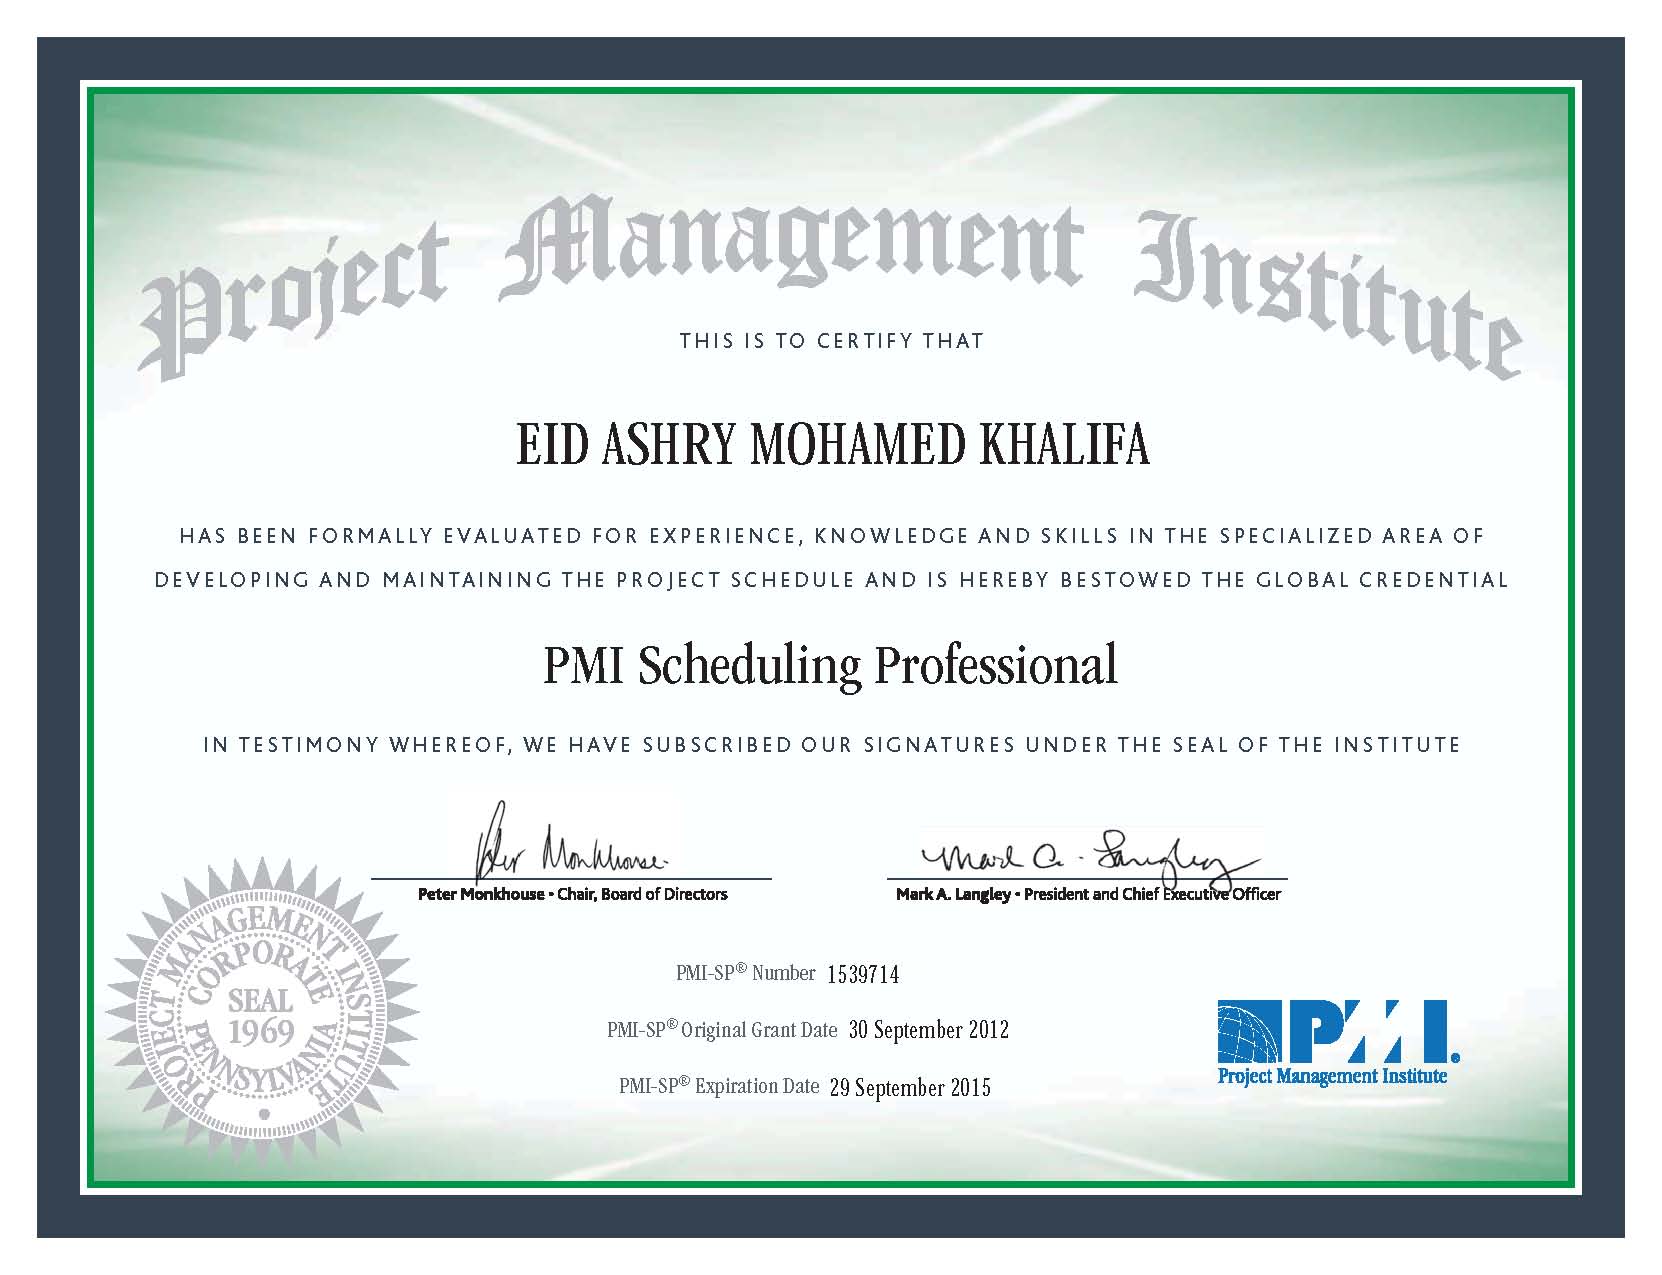 Project Management Institute
THIS IS TO CERTIFY THAT
EID ASHRY MOHAMED KHALIFA
HAS BEEN FORMALLY EVALUATED FOR EXPERIENCE, KNOWLEDGE AND SKILLS IN THE SPECIALIZED AREA OF
DEVELOPING AND MAINTAINING THE PROJECT SCHEDULE AND IS HEREBY BESTOWED THE GLOBAL CREDENTIAL
PMI Scheduling Professional
IN TESTIMONY WHEREOF, WE HAVE SUBSCRIBED OUR SIGNATURES UNDER THE SEAL OF THE INSTITUTE
Peter Monkhouse
Mark A. Langley
Peter Monkhouse • Chair, Board of Directors
Mark A. Langley • President and Chief Executive Officer
PROJECT MANAGEMENT INSTITUTE
CORPORATE
SEAL
1969
PENNSYLVANIA
PMI-SP® Number 1539714
PMI-SP® Original Grant Date 30 September 2012
PMI-SP® Expiration Date 29 September 2015
PMI®
Project Management Institute